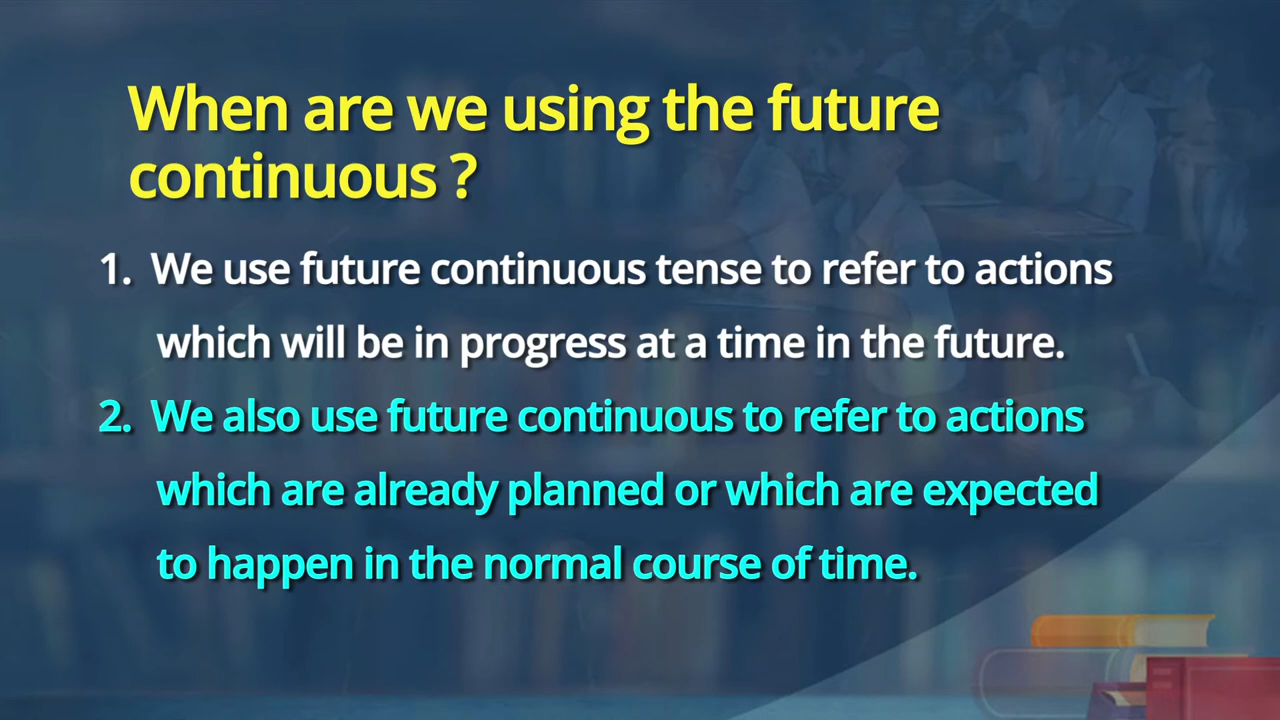 When are we using the future
continuous ?
1. We use future continuous tense to refer to actions
which will be in progress at a time in the future.
2. We also use future continuous to refer to actions
which are already planned or which are expected
to happen in the normal course of time.